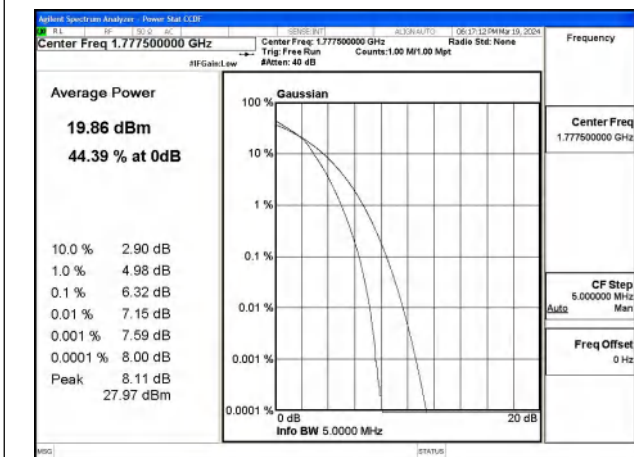 Agilent Spectrum Analyzer - Power Stat CCDF
RL RF 50 Ω AC SENSE:INT ALIGN AUTO 06:17:12 PM Mar 19, 2024
Center Freq 1.777500000 GHz
Center Freq: 1.777500000 GHz
Radio Std: None
Trig: Free Run
Counts:1.00 M/1.00 Mpt
#IFGain:Low
#Atten: 40 dB
Frequency
Average Power
19.86 dBm
44.39 % at 0dB
10.0 % 2.90 dB
1.0 % 4.98 dB
0.1 % 6.32 dB
0.01 % 7.15 dB
0.001 % 7.59 dB
0.0001 % 8.00 dB
Peak 8.11 dB
27.97 dBm
Gaussian
100 %
10 %
1 %
0.1 %
0.01 %
0.001 %
0.0001 %
0 dB
20 dB
Info BW 5.0000 MHz
Center Freq
1.777500000 GHz
CF Step
5.000000 MHz
Auto Man
Freq Offset
0 Hz
MSG
STATUS